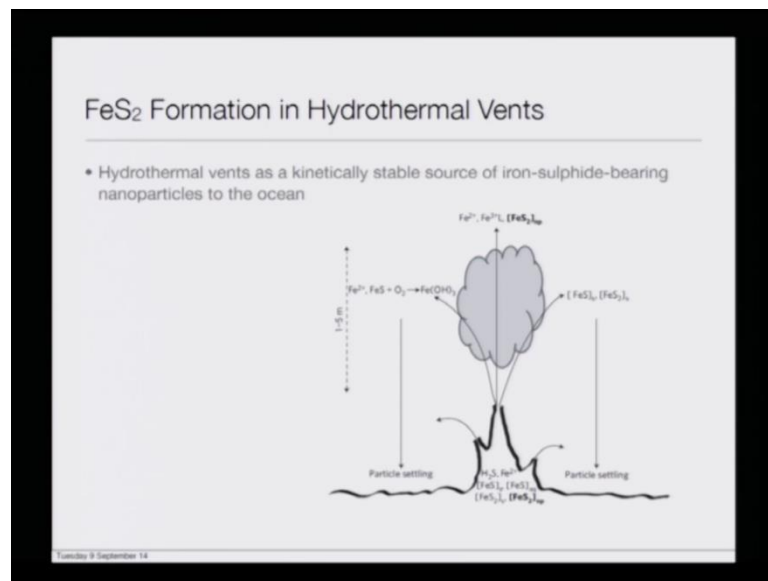 FeS₂ Formation in Hydrothermal Vents
• Hydrothermal vents as a kinetically stable source of iron-sulphide-bearing
nanoparticles to the ocean
Fe²⁺, Fe³⁺L, [FeS₂]ₙₚ
Fe²⁺, FeS + O₂ → Fe(OH)₃
[FeS]ₛ, [FeS₂]ₛ
1–5 m
Particle settling
H₂S, Fe²⁺
[FeS]ₛ, [FeS]ₙₚ
[FeS₂]ₛ, [FeS₂]ₙₚ
Particle settling
Tuesday 9 September 14